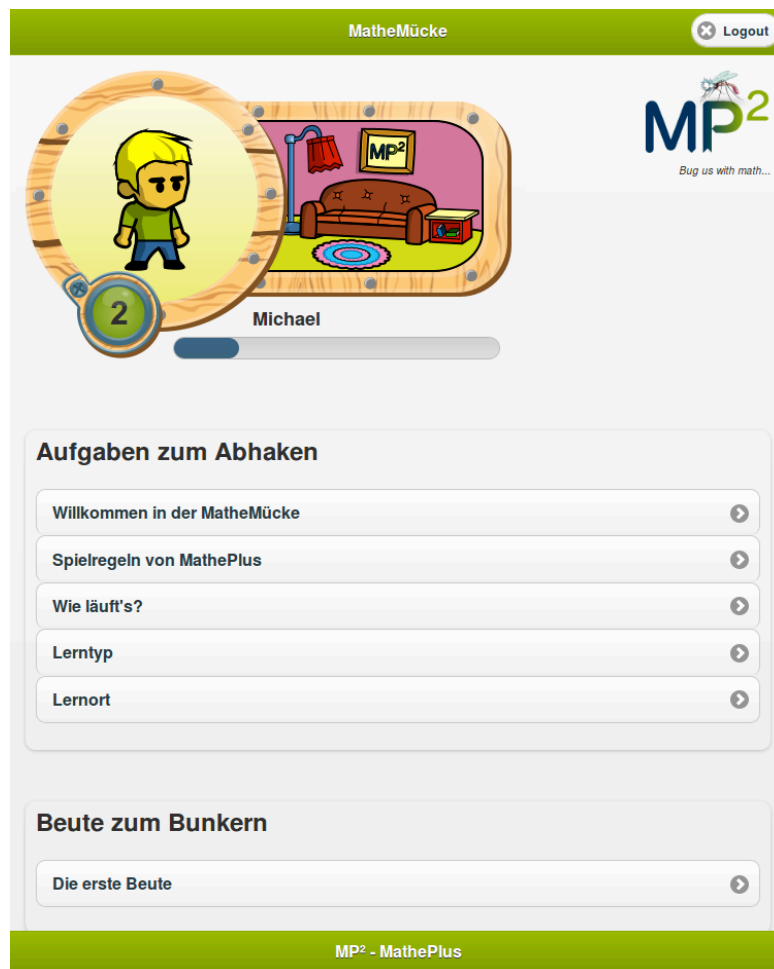 MatheMücke
Logout
MP²
MP2
Bug us with math...
2
Michael
Aufgaben zum Abhaken
Willkommen in der MatheMücke
Spielregeln von MathePlus
Wie läuft's?
Lerntyp
Lernort
Beute zum Bunkern
Die erste Beute
MP² - MathePlus